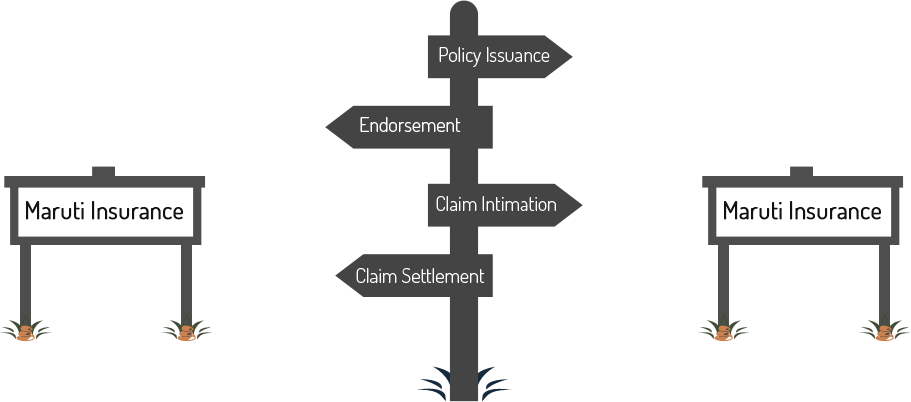 Policy Issuance
Endorsement
Maruti Insurance
Claim Intimation
Maruti Insurance
Claim Settlement